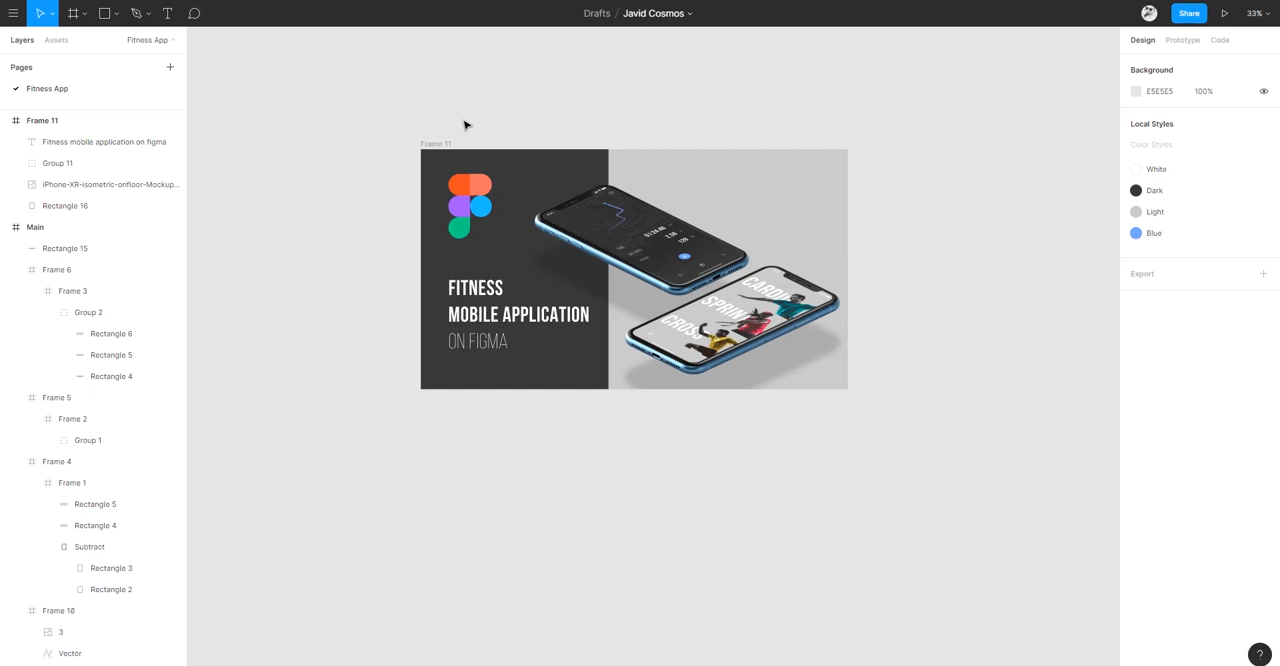 Drafts / Javid Cosmos
Share
33%
Layers
Assets
Fitness App
Pages
Fitness App
Frame 11
Fitness mobile application on figma
Group 11
iPhone-XR-isometric-onfloor-Mockup...
Rectangle 16
Main
Rectangle 15
Frame 6
Frame 3
Group 2
Rectangle 6
Rectangle 5
Rectangle 4
Frame 5
Frame 2
Group 1
Frame 4
Frame 1
Rectangle 5
Rectangle 4
Subtract
Rectangle 3
Rectangle 2
Frame 10
3
Vector
Frame 11
FITNESS
MOBILE APPLICATION
ON FIGMA
CARDIO
SPRINT
CROSS
Design
Prototype
Code
Background
E5E5E5
100%
Local Styles
Color Styles
White
Dark
Light
Blue
Export
?